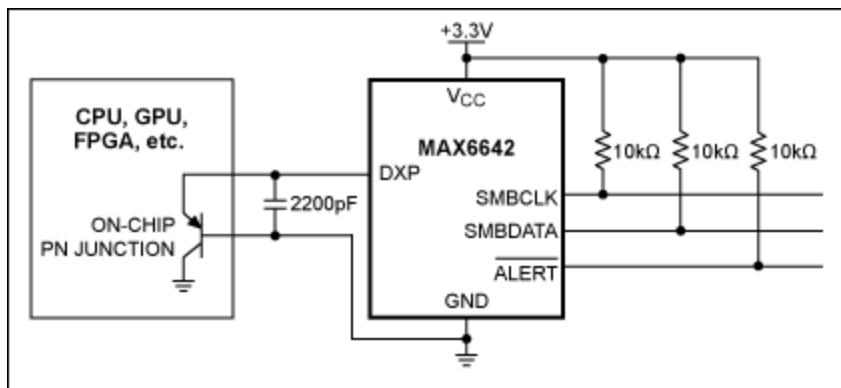 +3.3V
CPU, GPU,
FPGA, etc.
VCC
MAX6642
10kΩ
10kΩ
10kΩ
DXP
2200pF
SMBCLK
ON-CHIP
PN JUNCTION
SMBDATA
ALERT
GND